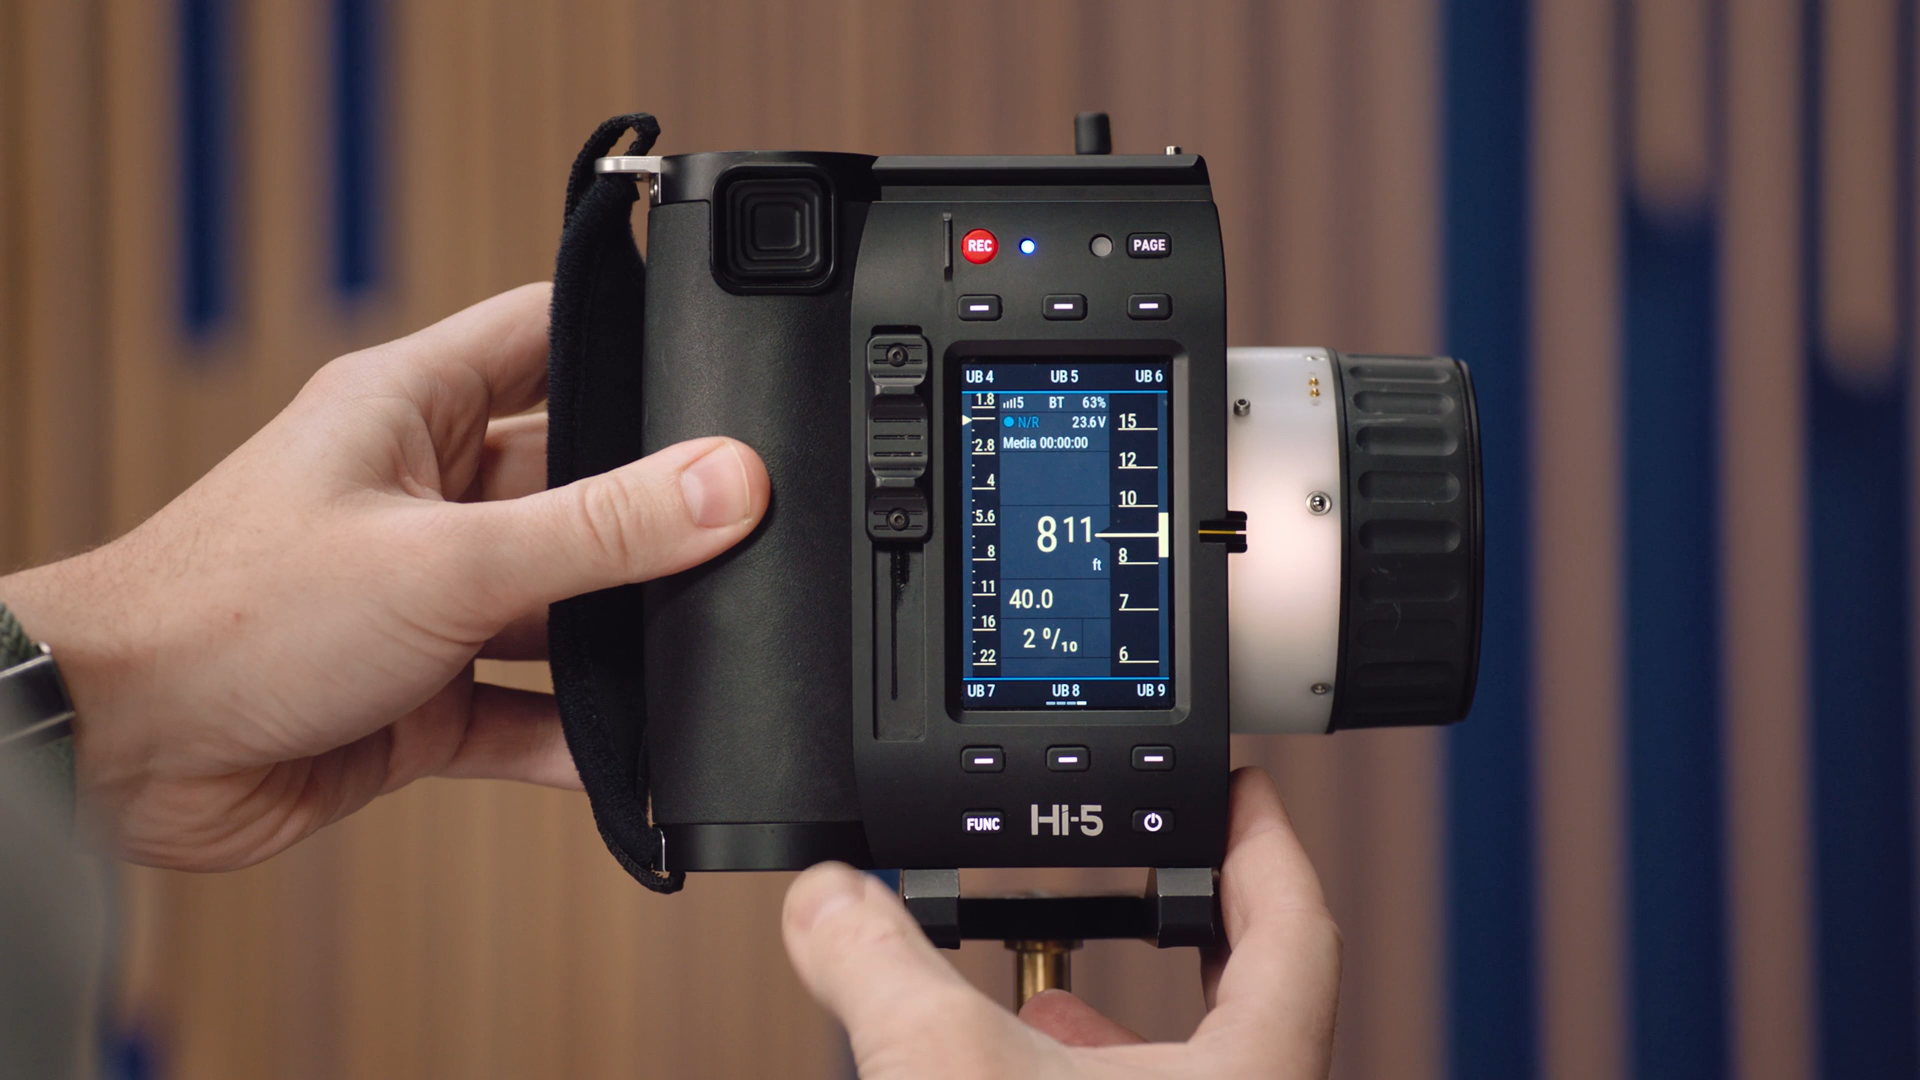 REC PAGE
UB 4 UB 5 UB 6
1.8 5 BT 63%
N/R 23.6V 15
2.8 Media 00:00:00
12
4
10
5.6
8 11
8 8
ft
11 40.0 7
16
2 0/10
22 6
UB 7 UB 8 UB 9
FUNC Hi-5